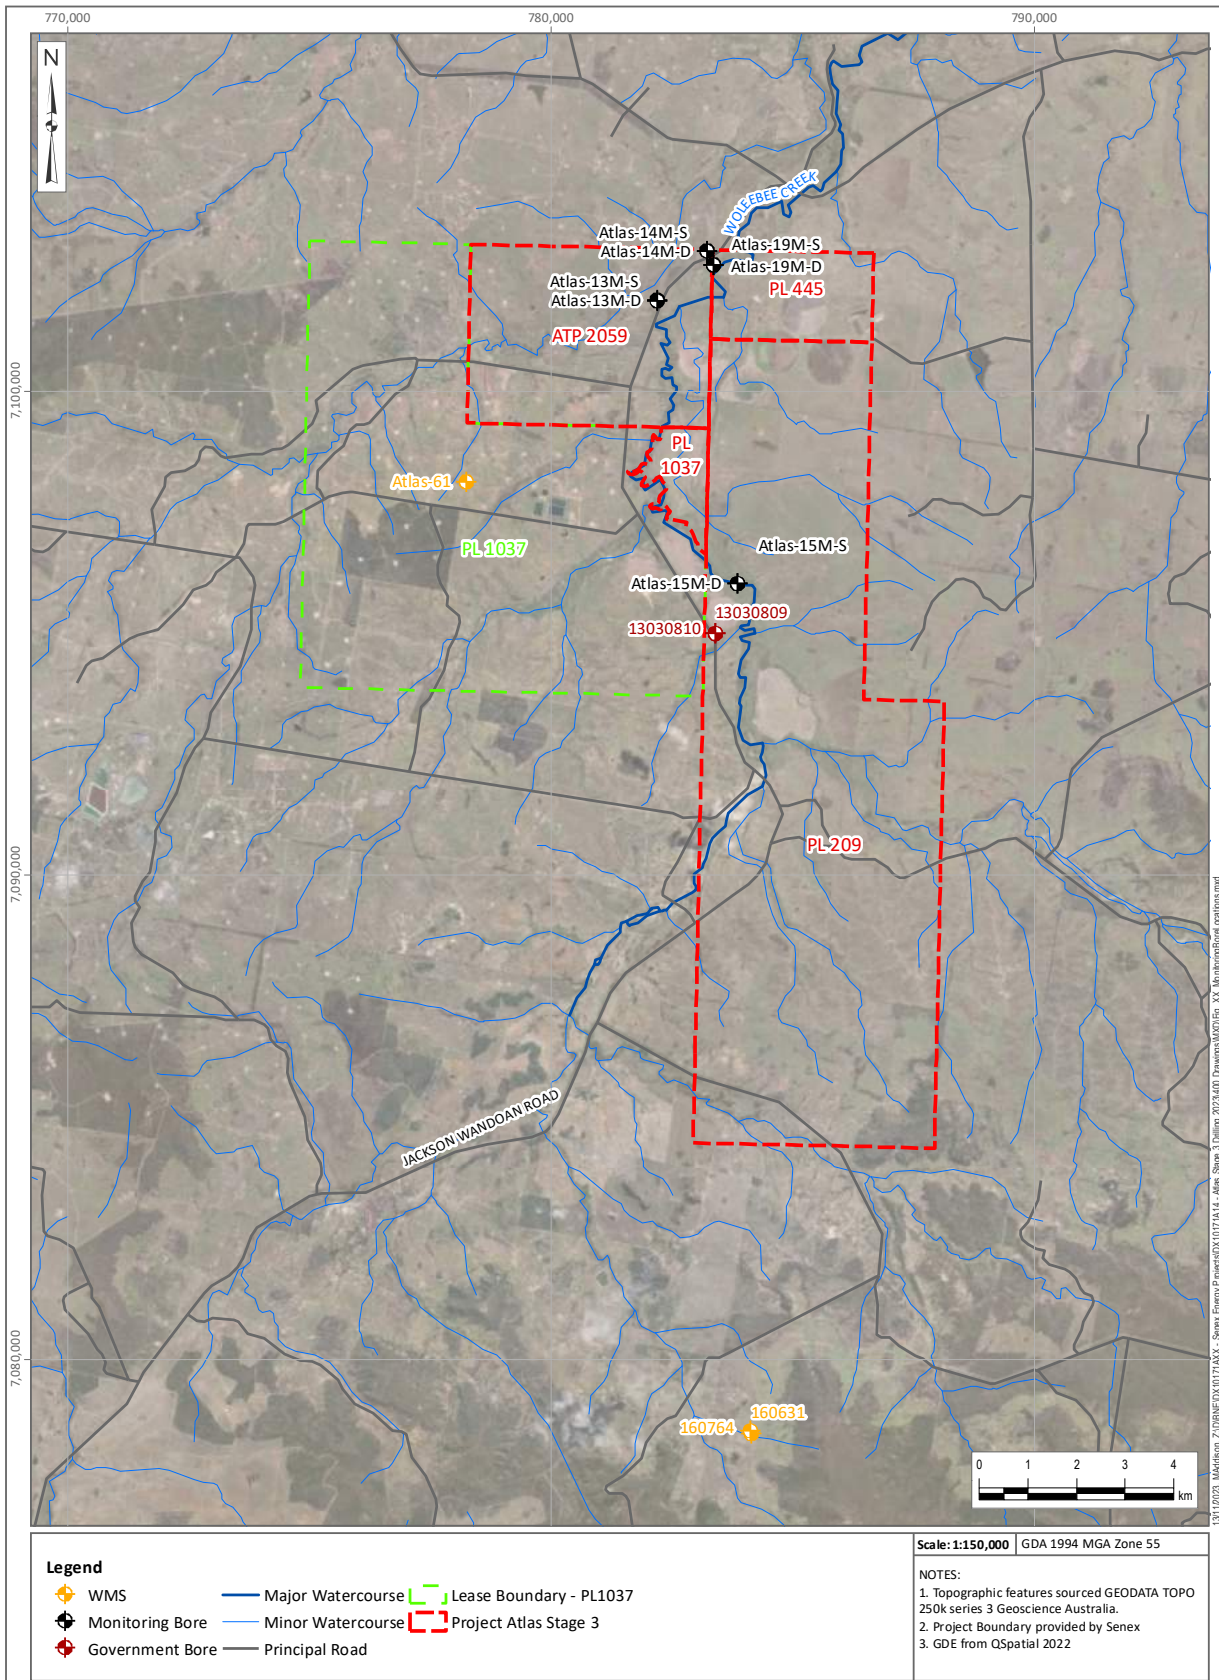 770,000
780,000
790,000
N
WOLEEBEE CREEK
Atlas-14M-S
Atlas-14M-D
Atlas-19M-S
Atlas-19M-D
Atlas-13M-S
Atlas-13M-D
PL 445
ATP 2059
7,100,000
PL
1037
Atlas-61
PL 1037
Atlas-15M-S
Atlas-15M-D
13030809
13030810
PL 209
7,090,000
JACKSON WANDOAN ROAD
7,080,000
160631
160764
0 1 2 3 4
km
Legend
WMS
Monitoring Bore
Government Bore
Major Watercourse
Minor Watercourse
Principal Road
Lease Boundary - PL1037
Project Atlas Stage 3
Scale: 1:150,000
GDA 1994 MGA Zone 55
NOTES:
1. Topographic features sourced GEODATA TOPO
250k series 3 Geoscience Australia.
2. Project Boundary provided by Senex
3. GDE from QSpatial 2022